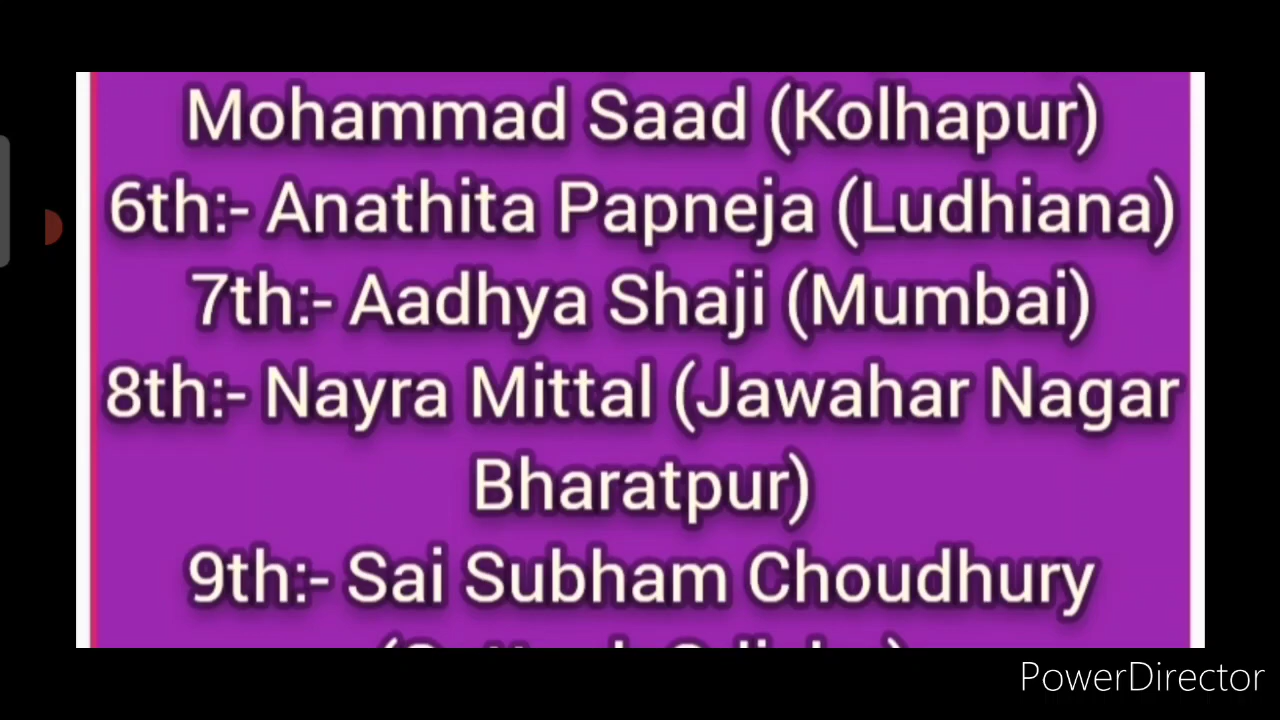 Mohammad Saad (Kolhapur)
6th:- Anathita Papneja (Ludhiana)
7th:- Aadhya Shaji (Mumbai)
8th:- Nayra Mittal (Jawahar Nagar
Bharatpur)
9th:- Sai Subham Choudhury
PowerDirector